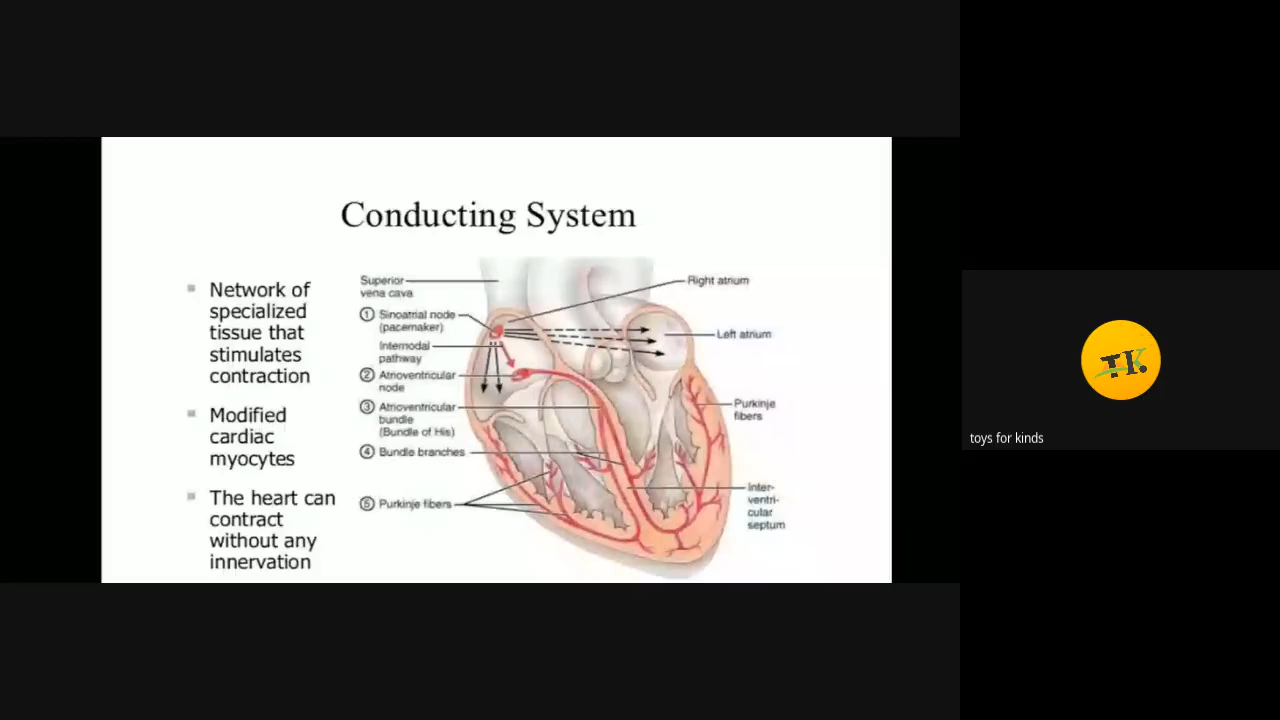 Conducting System
Network of
specialized
tissue that
stimulates
contraction
Modified
cardiac
myocytes
The heart can
contract
without any
innervation
Superior
vena cava
1 Sinoatrial node
(pacemaker)
Internodal
pathway
2 Atrioventricular
node
3 Atrioventricular
bundle
(Bundle of His)
4 Bundle branches
5 Purkinje fibers
Right atrium
Left atrium
Purkinje
fibers
Inter-
ventri-
cular
septum
TK.
toys for kinds